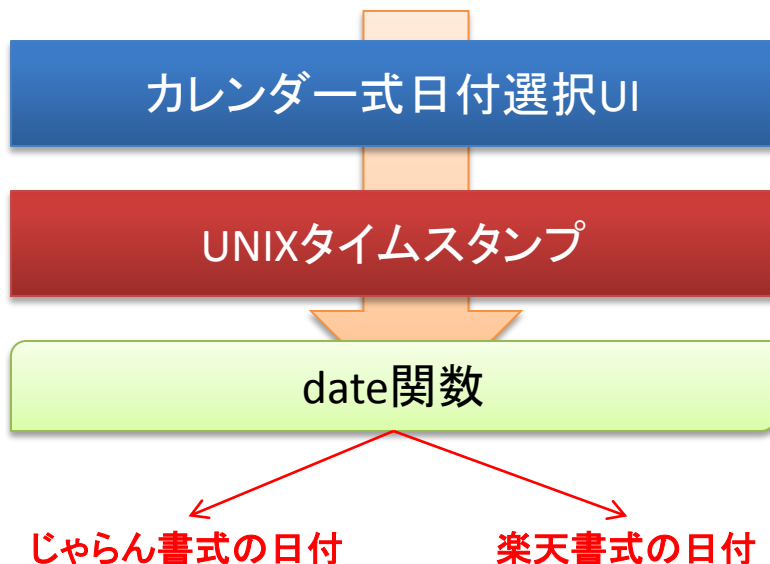 カレンダー式日付選択UI
UNIXタイムスタンプ
date関数
じゃらん書式の日付
楽天書式の日付